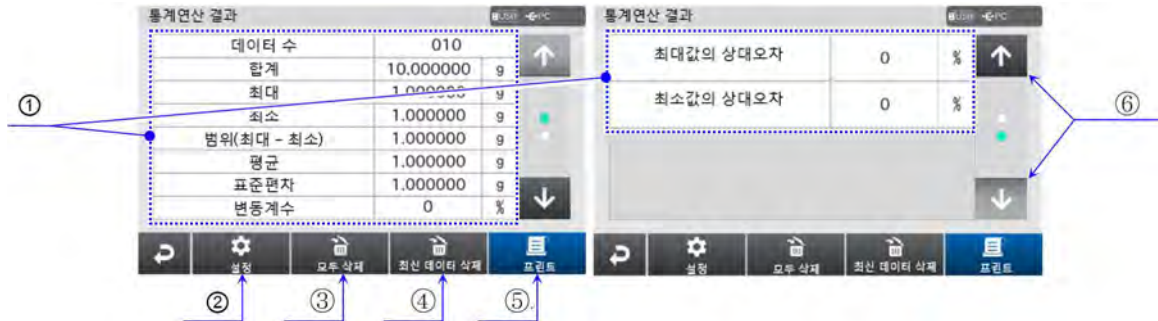 통계연산 결과
USB PC
데이터 수 010
합계 10.000000 g
최대 1.000000 g
최소 1.000000 g
범위(최대 - 최소) 1.000000 g
평균 1.000000 g
표준편차 1.000000 g
변동계수 0 %
설정
모두 삭제
최신 데이터 삭제
프린트
통계연산 결과
USB PC
최대값의 상대오차 0 %
최소값의 상대오차 0 %
설정
모두 삭제
최신 데이터 삭제
프린트
①
⑥
②
③
④
⑤.